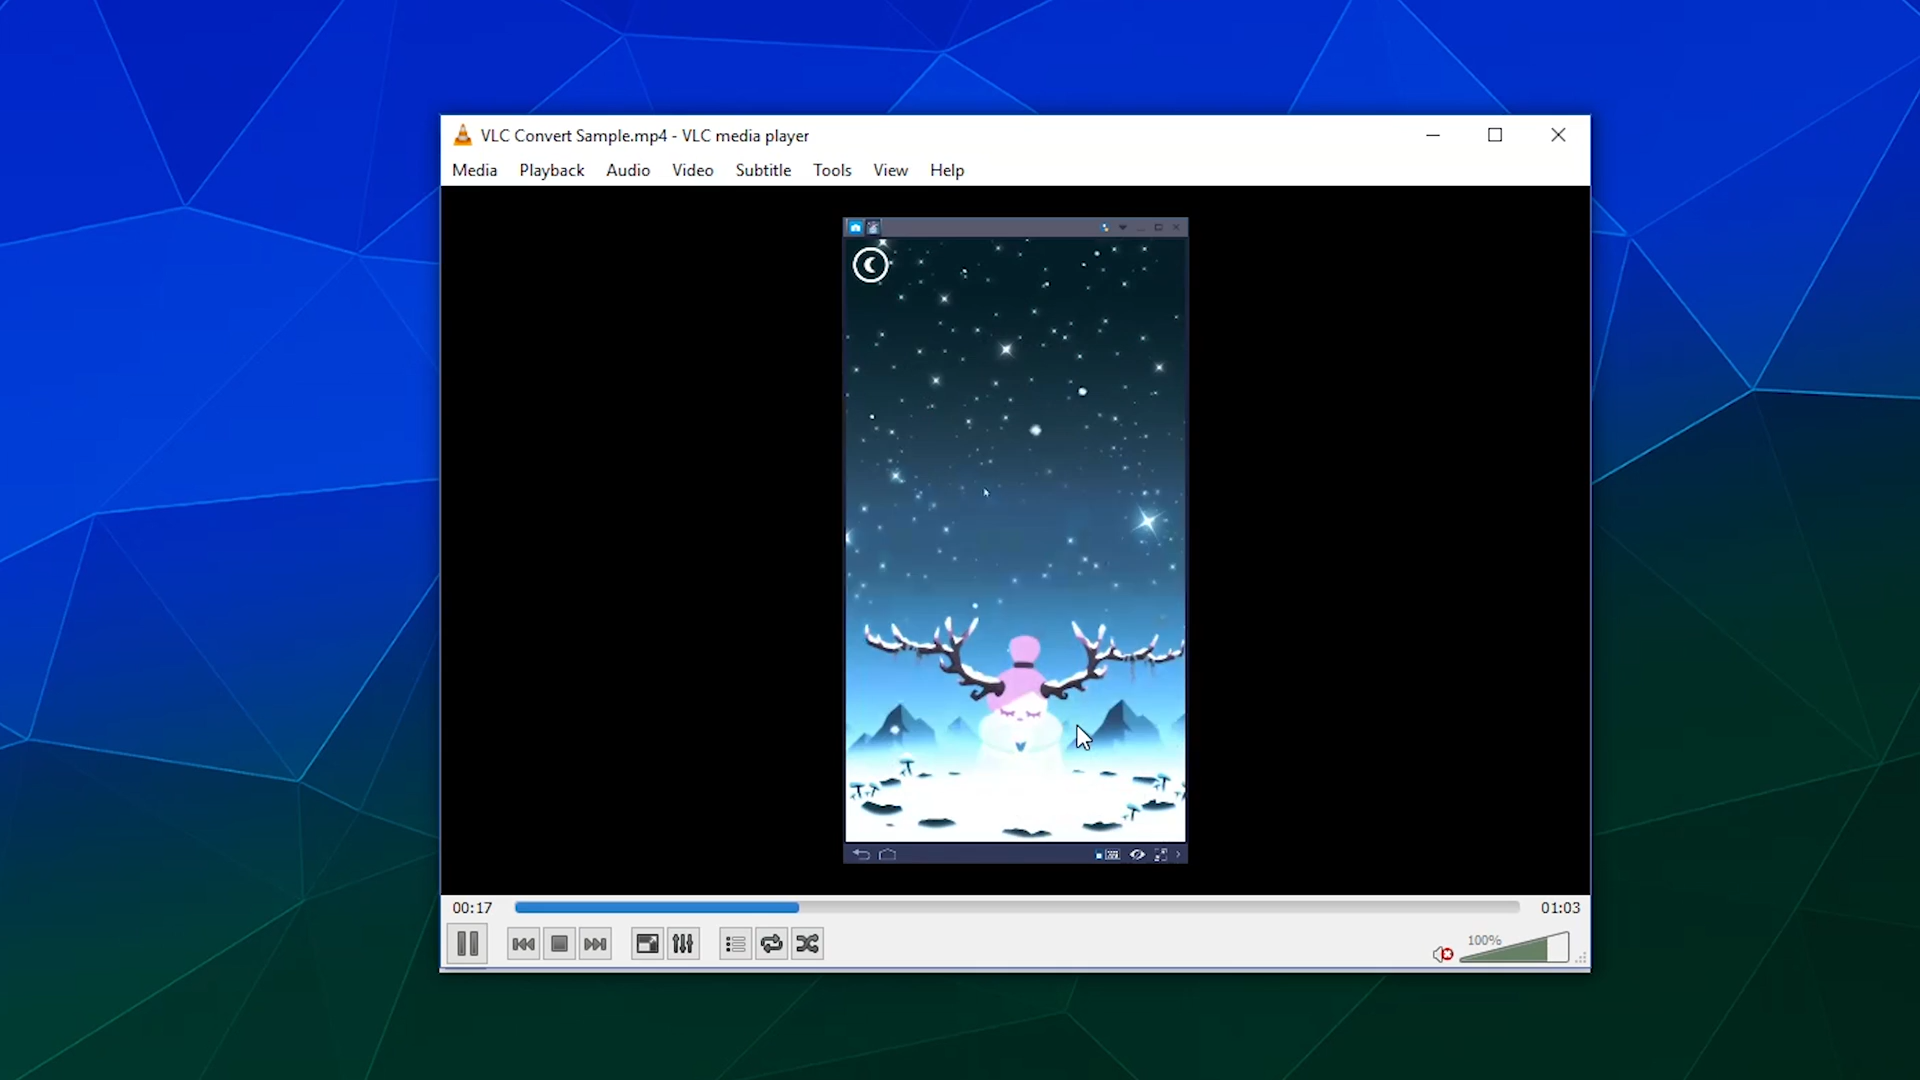 VLC Convert Sample.mp4 - VLC media player
Media Playback Audio Video Subtitle Tools View Help
00:17 01:03
100%